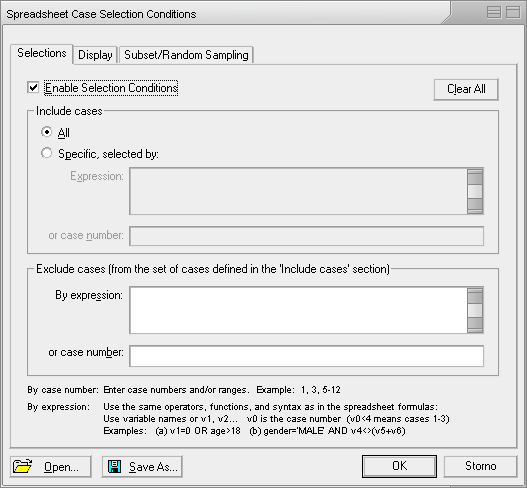 Spreadsheet Case Selection Conditions
Selections Display Subset/Random Sampling
Enable Selection Conditions
Clear All
Include cases
All
Specific, selected by:
Expression:
or case number:
Exclude cases (from the set of cases defined in the 'Include cases' section)
By expression:
or case number:
By case number: Enter case numbers and/or ranges. Example: 1, 3, 5-12
By expression: Use the same operators, functions, and syntax as in the spreadsheet formulas:
Use variable names or v1, v2... v0 is the case number (v0<4 means cases 1-3)
Examples: (a) v1=0 OR age>18 (b) gender='MALE' AND v4<>(v5+v6)
Open... Save As... OK Storno